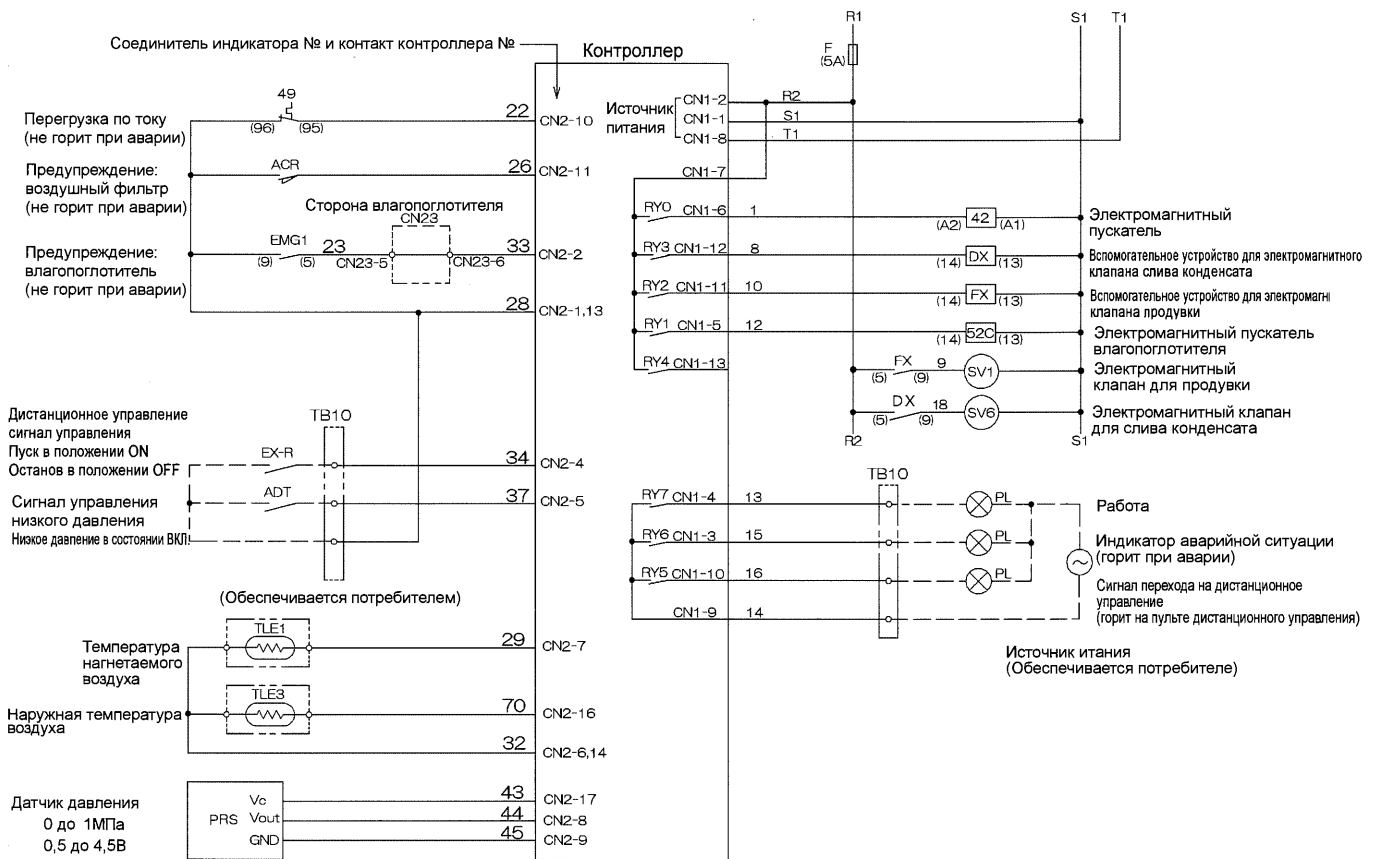 Соединитель индикатора № и контакт контроллера №
Контроллер
R1
S1
T1
F
(5A)
49
(96)
(95)
22
CN2-10
Перегрузка по току
(не горит при аварии)
Источник
питания
CN1-2
R2
CN1-1
S1
CN1-8
T1
ACR
26
CN2-11
Предупреждение:
воздушный фильтр
(не горит при аварии)
CN1-7
Сторона влагопоглотителя
CN23
RY0
CN1-6
1
(A2)
42
(A1)
Электромагнитный
пускатель
EMG1
(9)
(5)
23
CN23-5
CN23-6
33
CN2-2
Предупреждение:
влагопоглотитель
(не горит при аварии)
RY3
CN1-12
8
(14)
DX
(13)
Вспомогательное устройство для электромагнитного
клапана слива конденсата
RY2
CN1-11
10
(14)
FX
(13)
Вспомогательное устройство для электромагн
клапана продувки
28
CN2-1,13
RY1
CN1-5
12
(14)
52C
(13)
Электромагнитный пускатель
влагопоглотителя
RY4
CN1-13
FX
(5)
(9)
9
SV1
Электромагнитный
клапан для продувки
DX
(5)
(9)
18
SV6
Электромагнитный клапан
для слива конденсата
R2
S1
Дистанционное управление
сигнал управления
Пуск в положении ON
Останов в положении OFF
TB10
EX-R
34
CN2-4
ADT
37
CN2-5
Сигнал управления
низкого давления
Низкое давление в состоянии ВКЛ.
(Обеспечивается потребителем)
TB10
RY7
CN1-4
13
PL
Работа
RY6
CN1-3
15
PL
Индикатор аварийной ситуации
(горит при аварии)
RY5
CN1-10
16
PL
Сигнал перехода на дистанционное
управление
(горит на пульте дистанционного управления)
CN1-9
14
Источник итания
(Обеспечивается потребителе)
TLE1
29
CN2-7
Температура
нагнетаемого
воздуха
TLE3
70
CN2-16
Наружная температура
воздуха
32
CN2-6,14
Датчик давления
0 до 1МПа
0,5 до 4,5В
PRS
Vc
43
CN2-17
Vout
44
CN2-8
GND
45
CN2-9